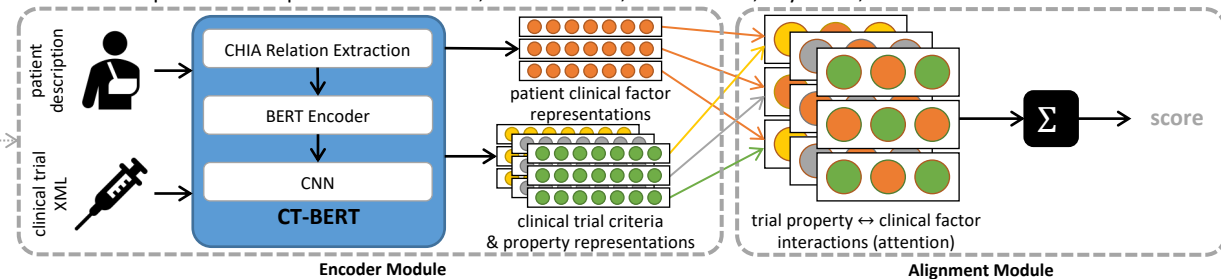 patient
description
clinical trial
XML
CHIA Relation Extraction
BERT Encoder
CNN
CT-BERT
patient clinical factor
representations
clinical trial criteria
& property representations
Encoder Module
trial property ↔ clinical factor
interactions (attention)
Σ
score
Alignment Module